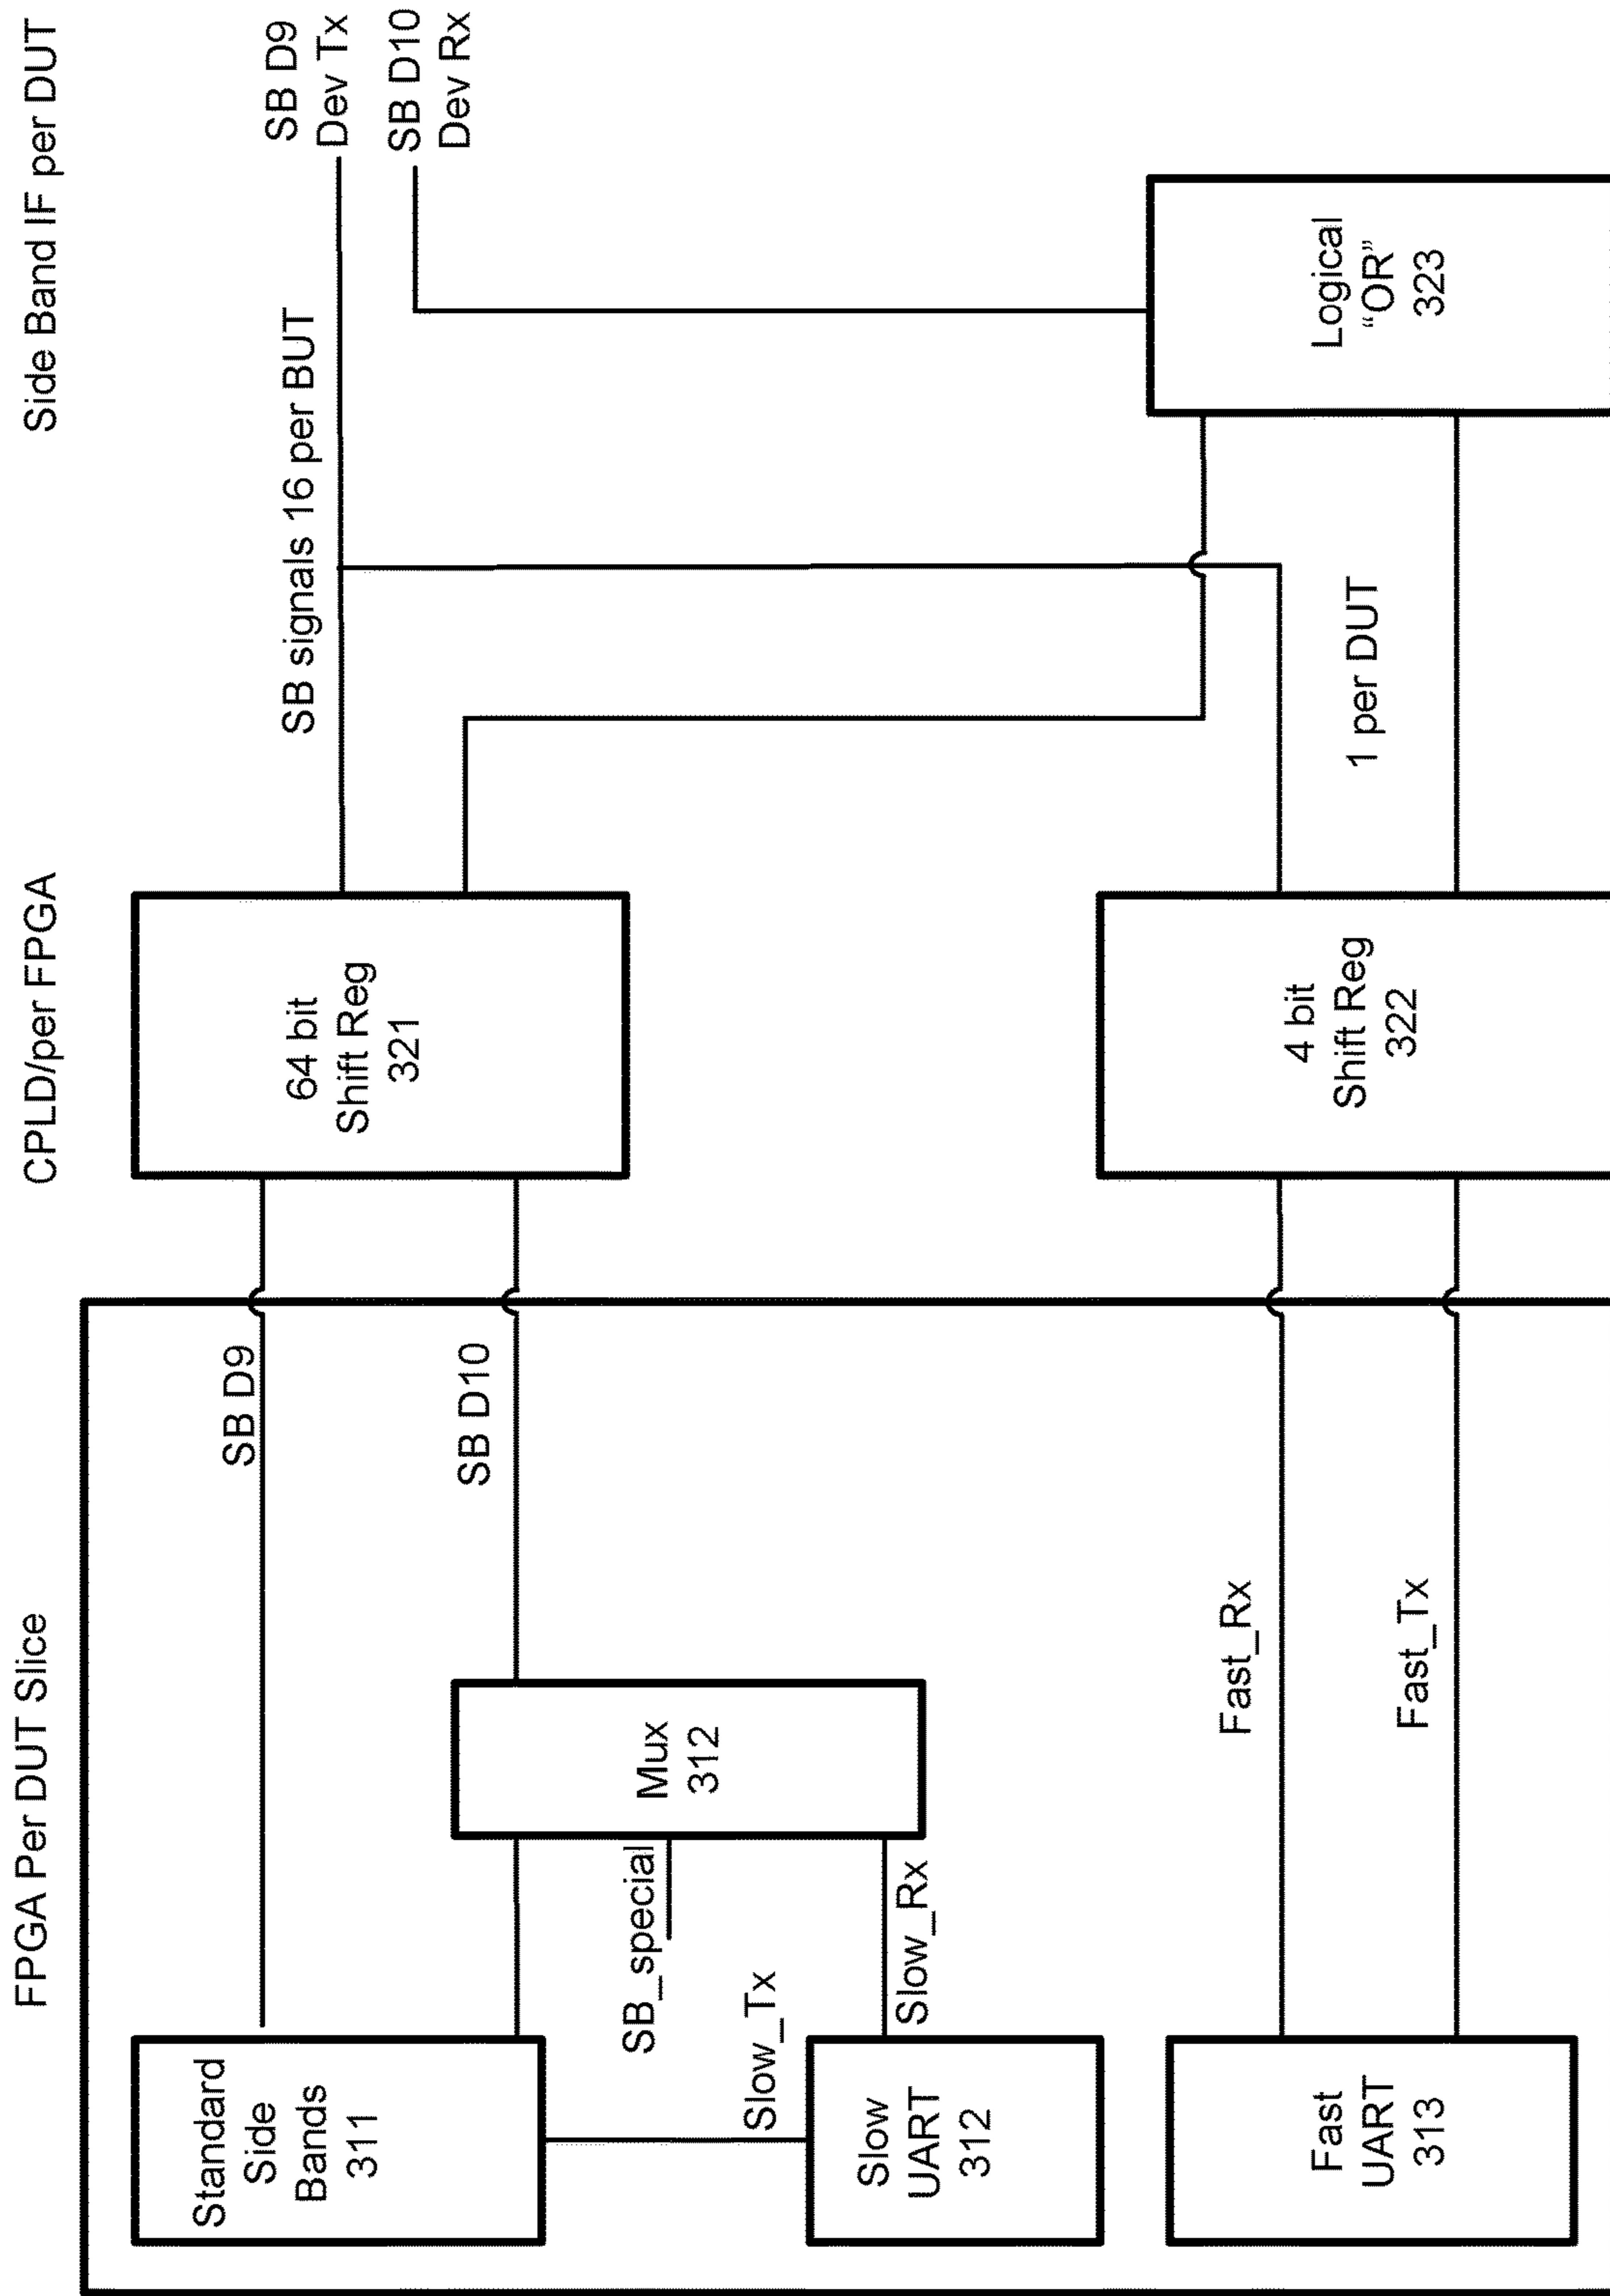 FPGA Per DUT Slice
CPLD/per FPGA
Side Band IF per DUT
Standard
Side
Bands
311
SB D9
64 bit
Shift Reg
321
SB signals 16 per BUT
SB D9
Dev Tx
SB D10
Dev Rx
SB D10
Mux
312
SB_special
Slow_Tx
Slow_Rx
Slow
UART
312
Fast
UART
313
Fast_Rx
Fast_Tx
4 bit
Shift Reg
322
1 per DUT
Logical
“OR”
323